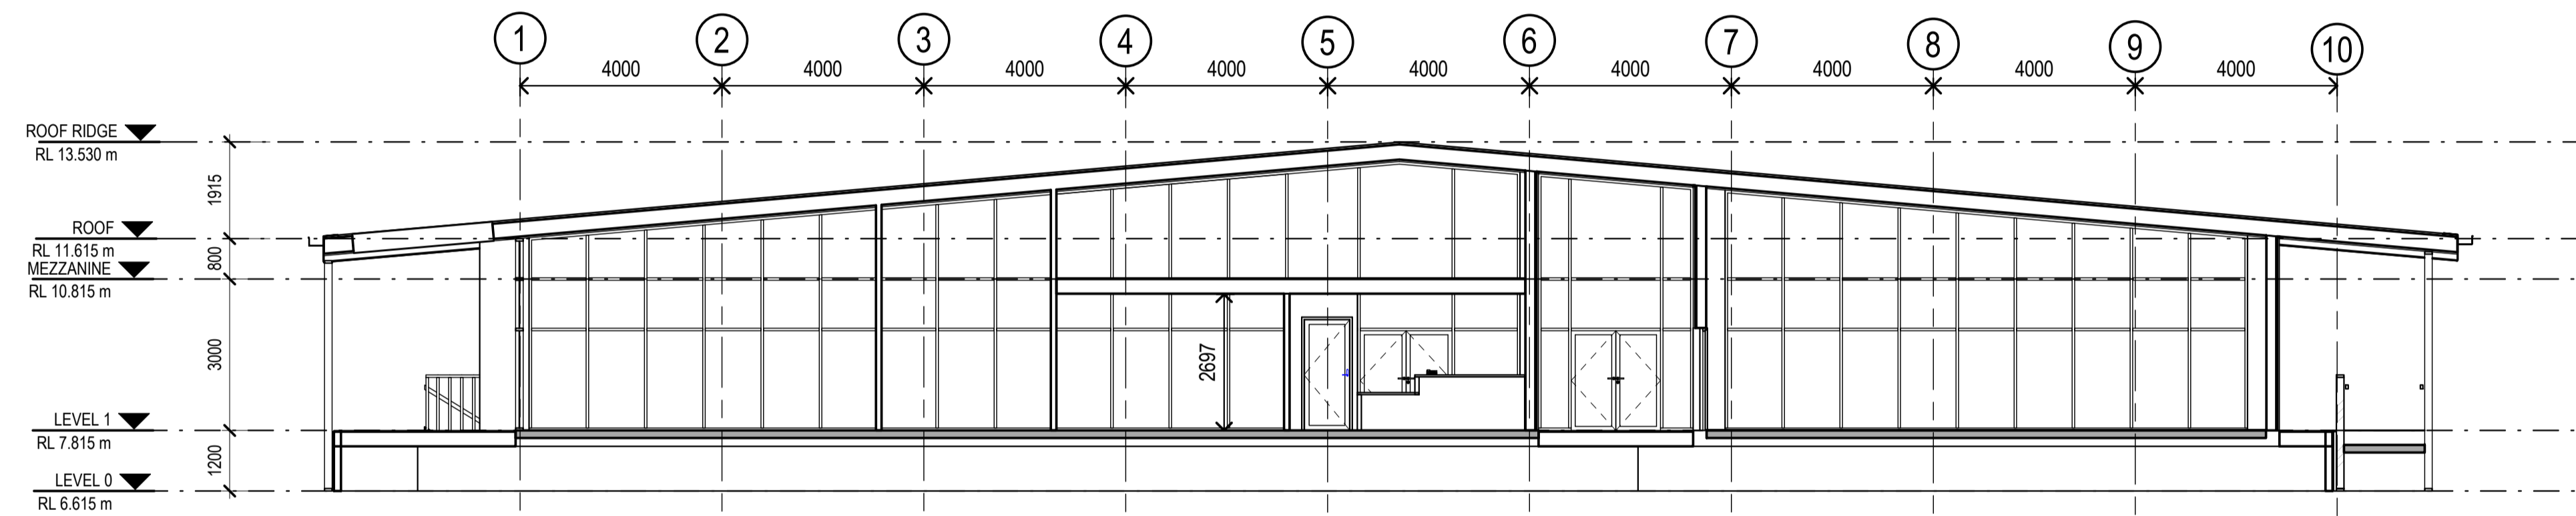 1 2 3 4 5 6 7 8 9 10
4000 4000 4000 4000 4000 4000 4000 4000 4000
ROOF RIDGE
RL 13.530 m
1915
ROOF
RL 11.615 m
800
MEZZANINE
RL 10.815 m
3000
2697
LEVEL 1
RL 7.815 m
1200
LEVEL 0
RL 6.615 m